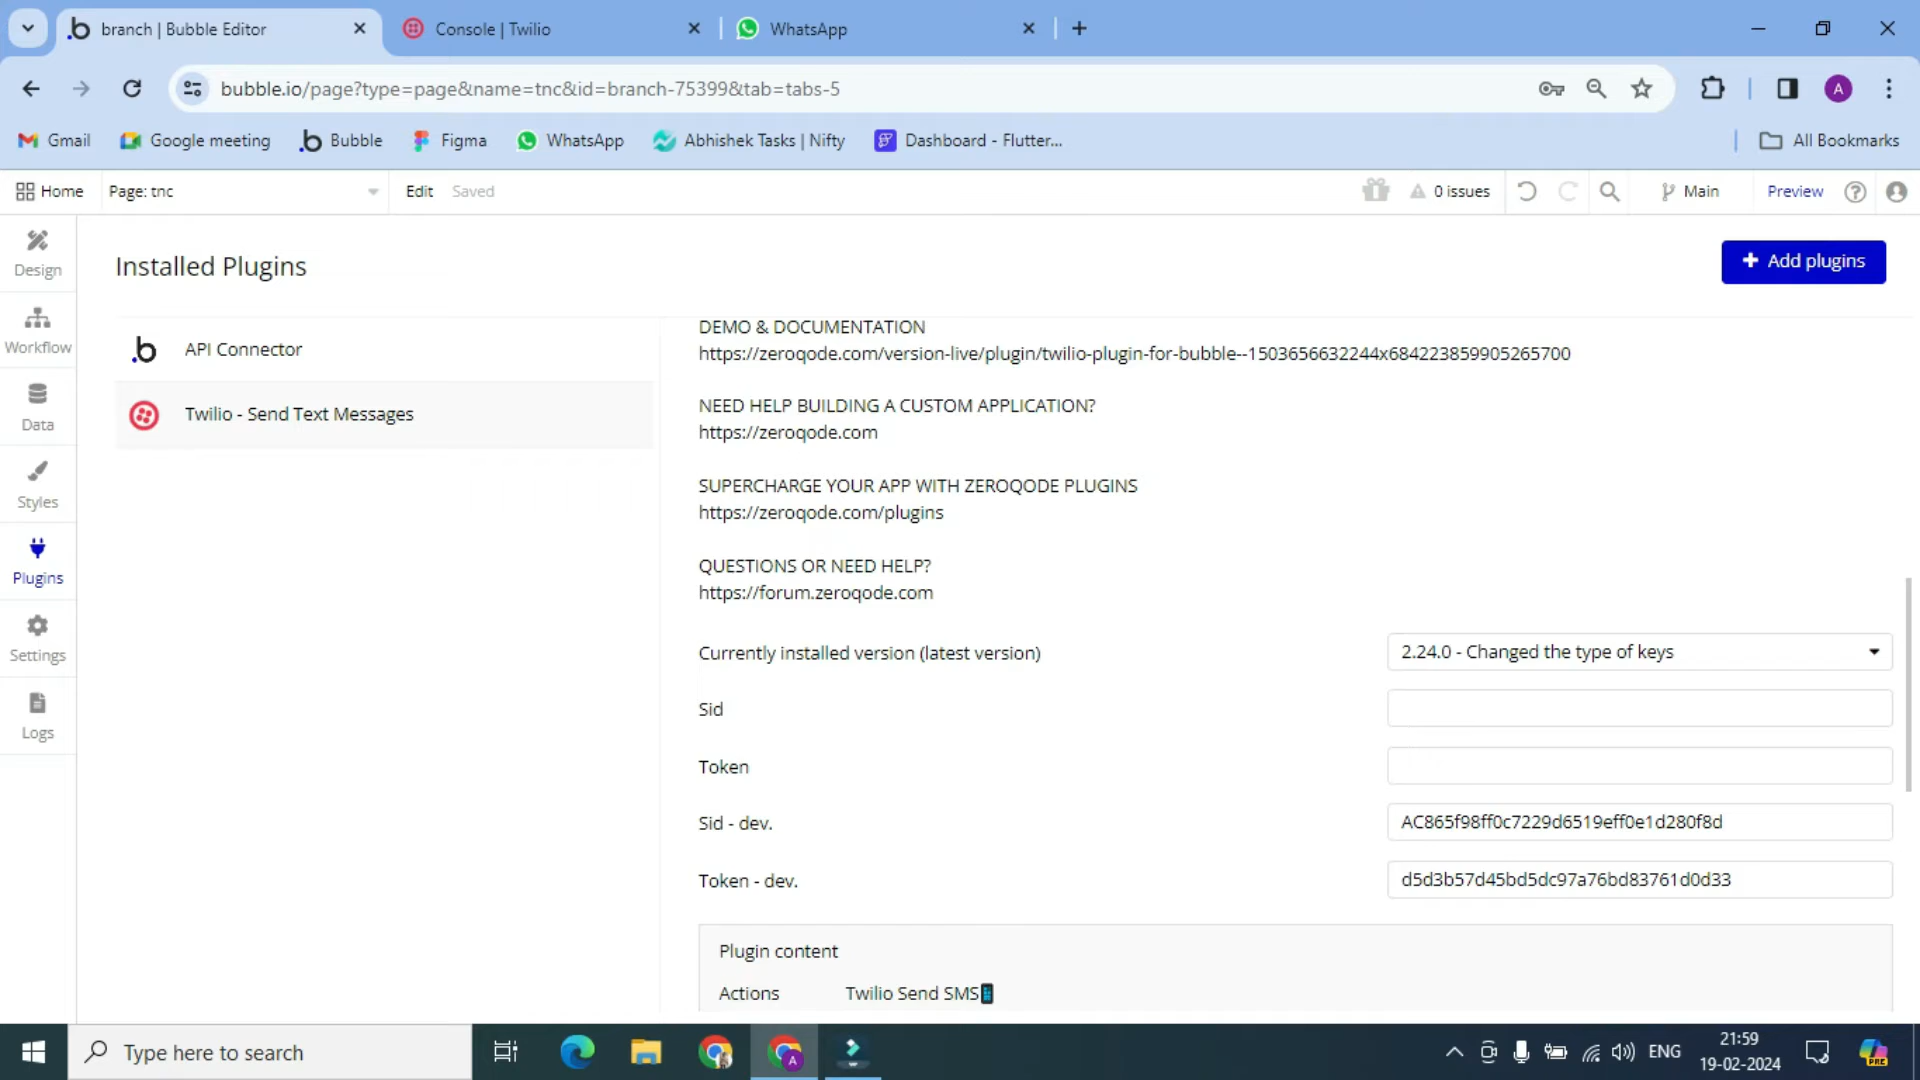 branch | Bubble Editor
Console | Twilio
WhatsApp
bubble.io/page?type=page&name=tnc&id=branch-75399&tab=tabs-5
A
Gmail
Google meeting
Bubble
Figma
WhatsApp
Abhishek Tasks | Nifty
Dashboard - Flutter...
All Bookmarks
Home
Page: tnc
Edit
Saved
0 issues
Main
Preview
Design
Workflow
Data
Styles
Plugins
Settings
Logs
Installed Plugins
Add plugins
API Connector
Twilio - Send Text Messages
DEMO & DOCUMENTATION
https://zeroqode.com/version-live/plugin/twilio-plugin-for-bubble--1503656632244x684223859905265700
NEED HELP BUILDING A CUSTOM APPLICATION?
https://zeroqode.com
SUPERCHARGE YOUR APP WITH ZEROQODE PLUGINS
https://zeroqode.com/plugins
QUESTIONS OR NEED HELP?
https://forum.zeroqode.com
Currently installed version (latest version)
2.24.0 - Changed the type of keys
Sid
Token
Sid - dev.
AC865f98ff0c7229d6519eff0e1d280f8d
Token - dev.
d5d3b57d45bd5dc97a76bd83761d0d33
Plugin content
Actions
Twilio Send SMS
Type here to search
A
ENG
21:59
19-02-2024
PRE